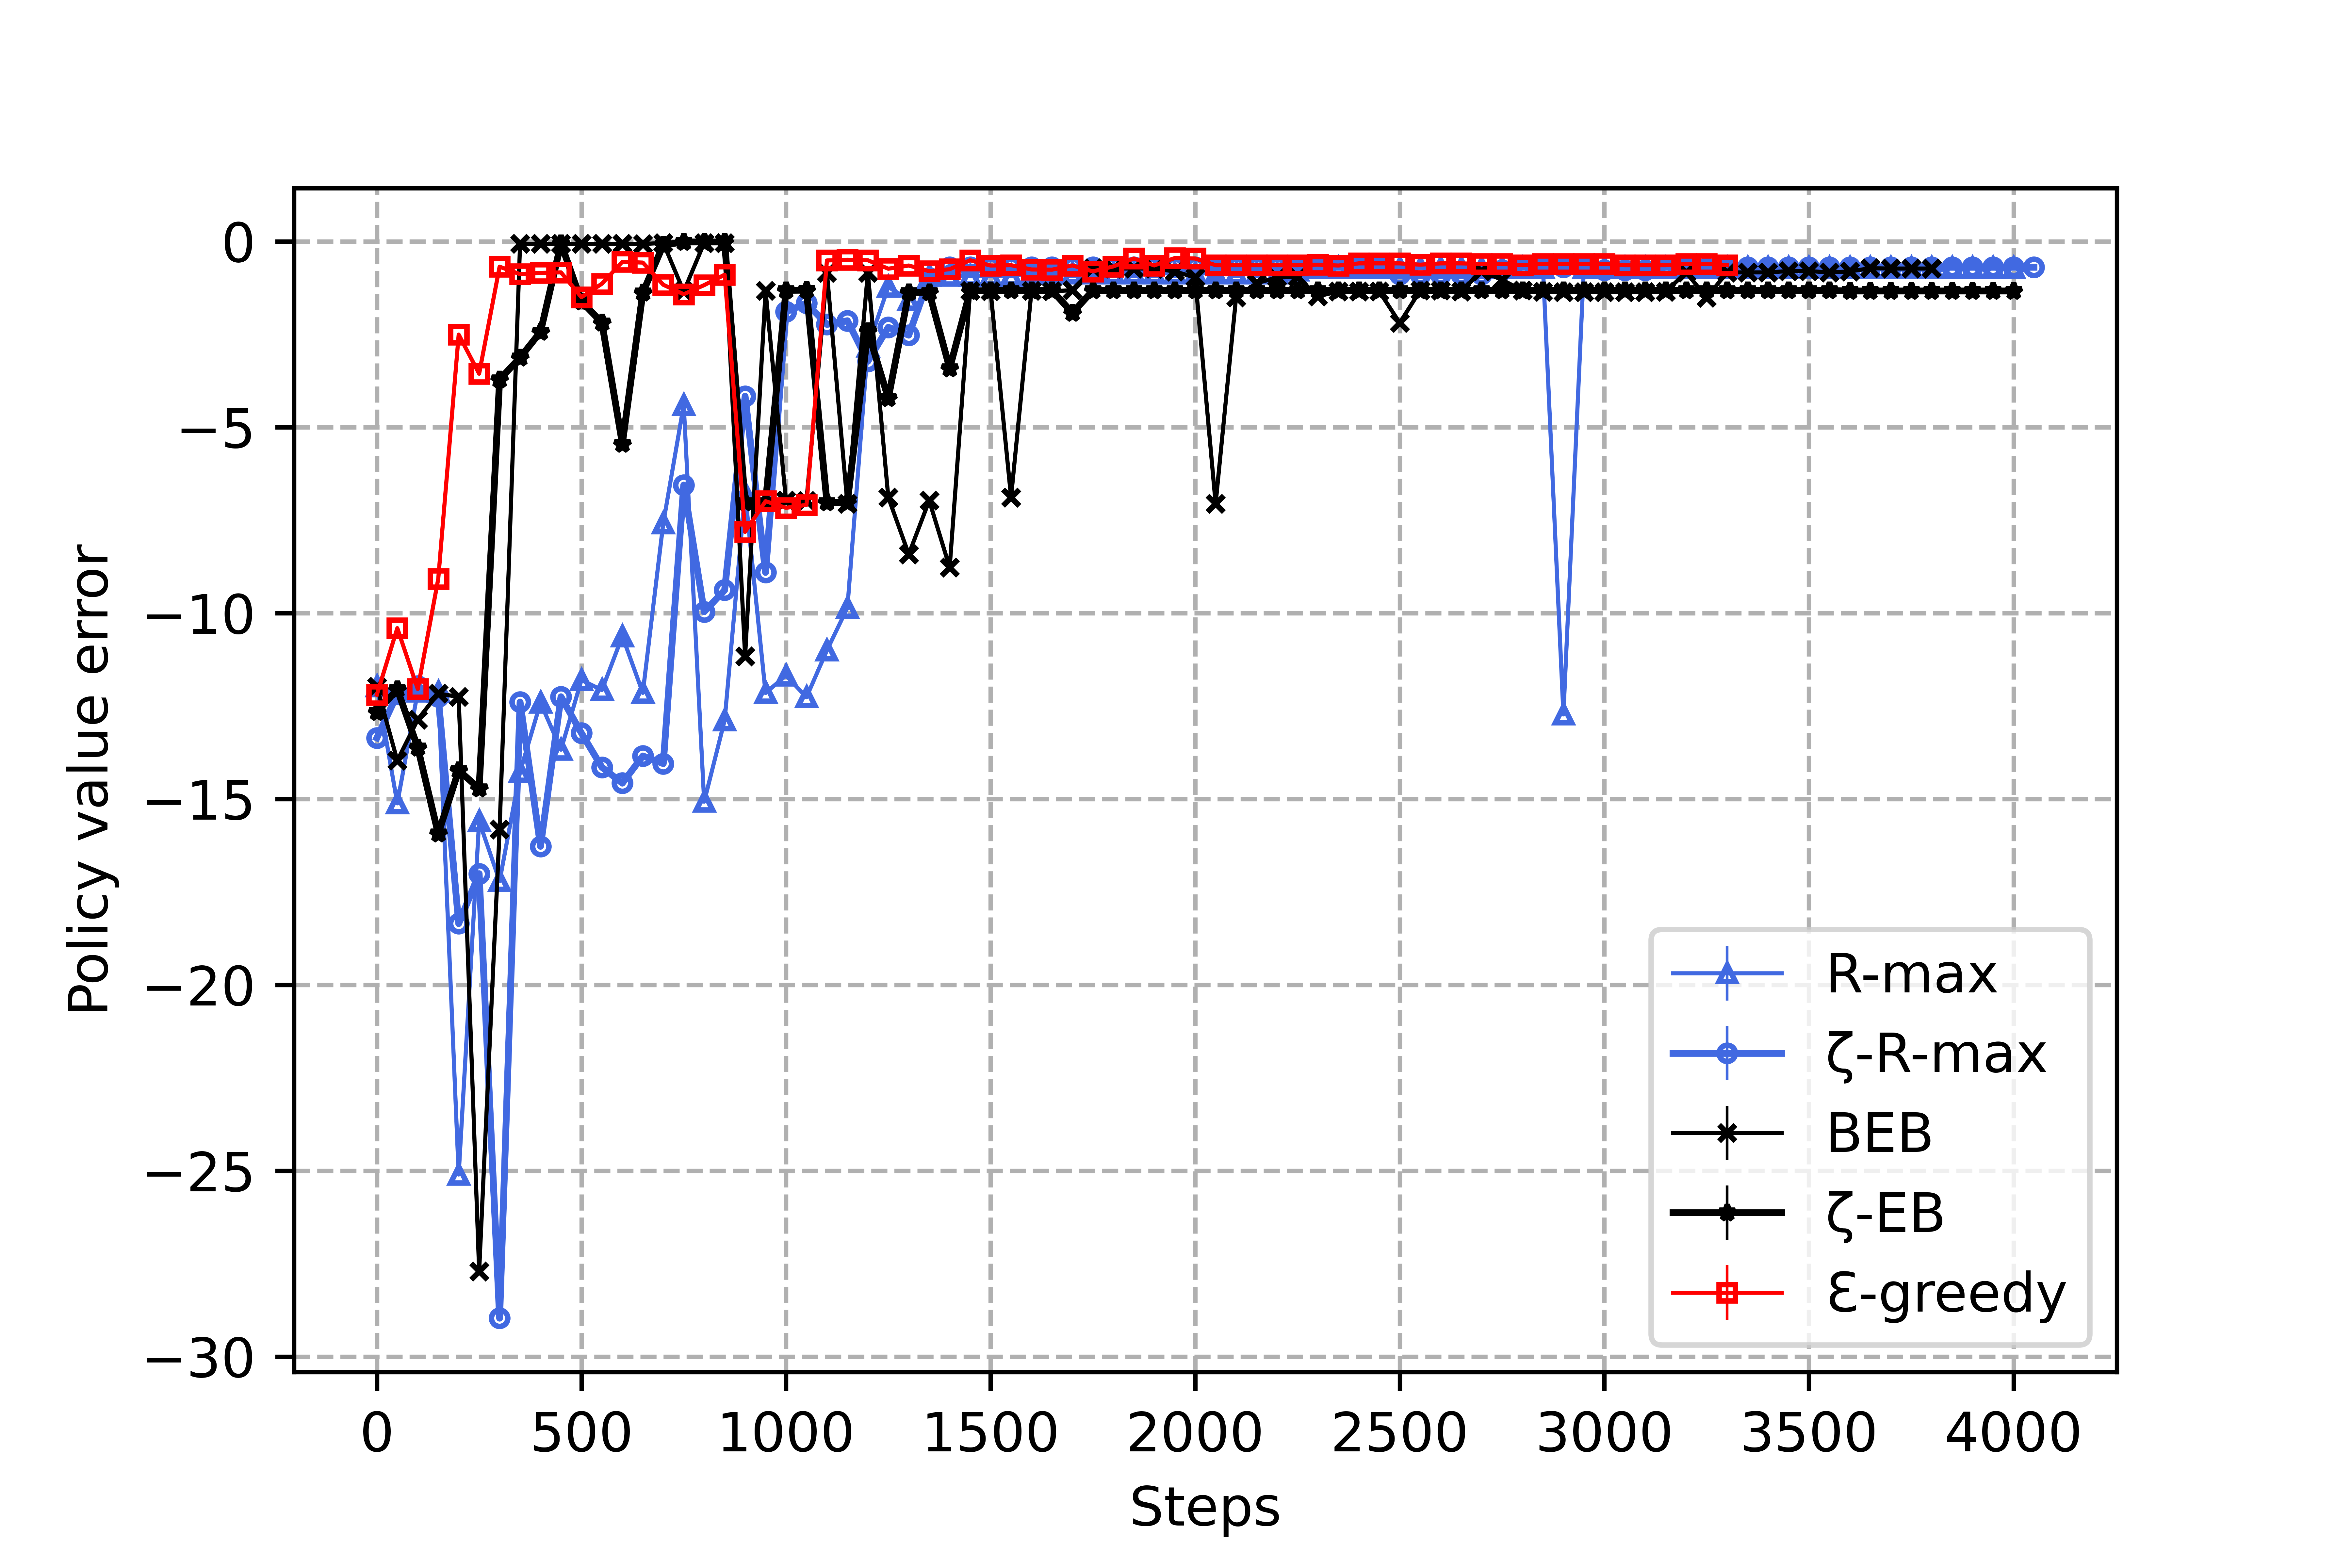 Policy value error
0
−5
−10
−15
−20
−25
−30
0 500 1000 1500 2000 2500 3000 3500 4000
Steps
R-max
ζ-R-max
BEB
ζ-EB
Ɛ-greedy